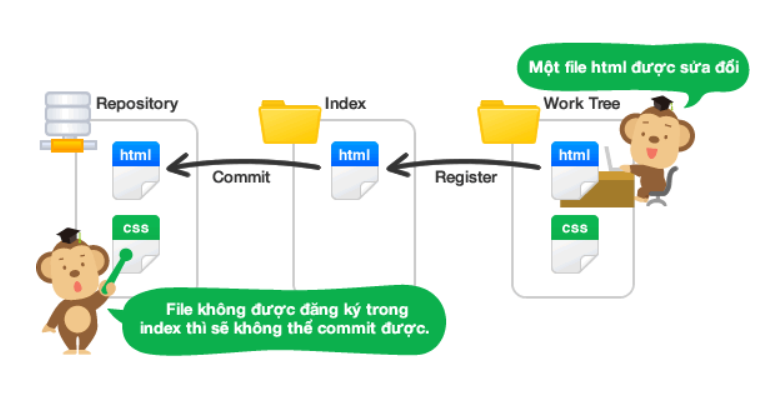 Một file html được sửa đổi
Repository
Index
Work Tree
html
html
html
Commit
Register
css
css
File không được đăng ký trong
index thì sẽ không thể commit được.